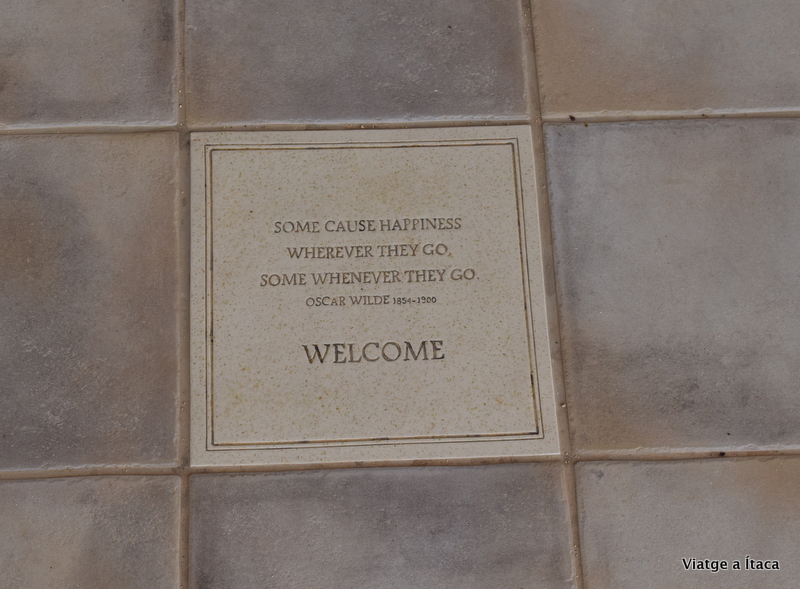 SOME CAUSE HAPPINESS
WHEREVER THEY GO,
SOME WHENEVER THEY GO.
OSCAR WILDE 1854-1900
WELCOME
Viatge a Ítaca